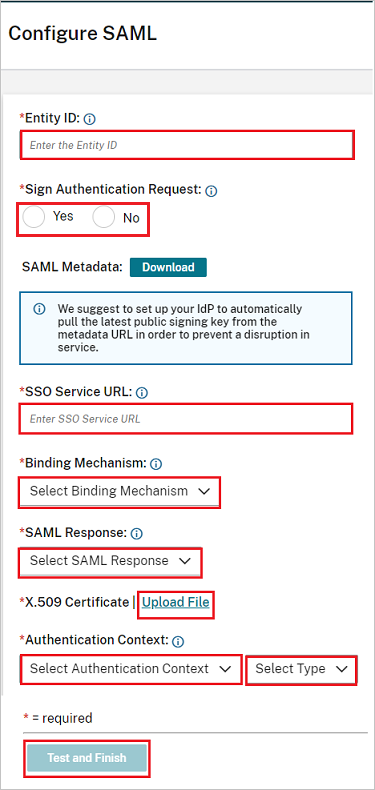 Configure SAML
*Entity ID:
Enter the Entity ID
*Sign Authentication Request:
Yes No
SAML Metadata: Download
We suggest to set up your IdP to automatically
pull the latest public signing key from the
metadata URL in order to prevent a disruption in
service.
*SSO Service URL:
Enter SSO Service URL
*Binding Mechanism:
Select Binding Mechanism
*SAML Response:
Select SAML Response
*X.509 Certificate | Upload File
*Authentication Context:
Select Authentication Context Select Type
* = required
Test and Finish